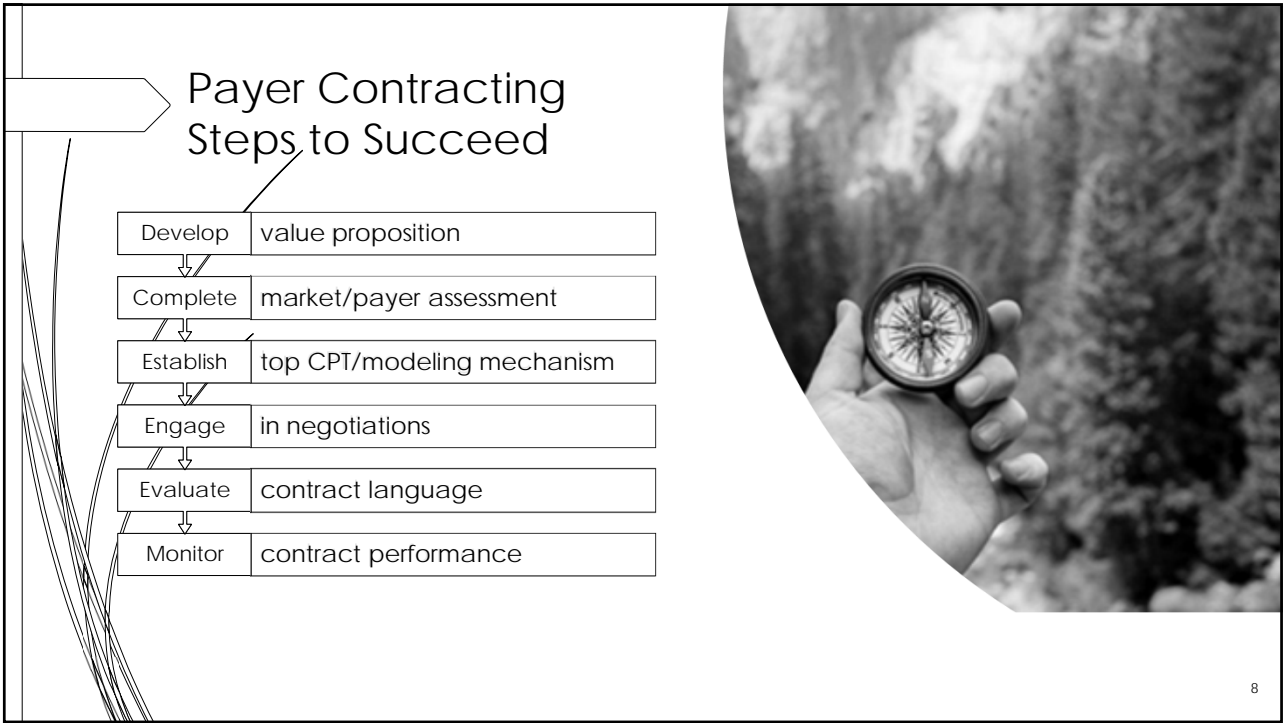 Payer Contracting
Steps to Succeed
Develop value proposition
Complete market/payer assessment
Establish top CPT/modeling mechanism
Engage in negotiations
Evaluate contract language
Monitor contract performance
8